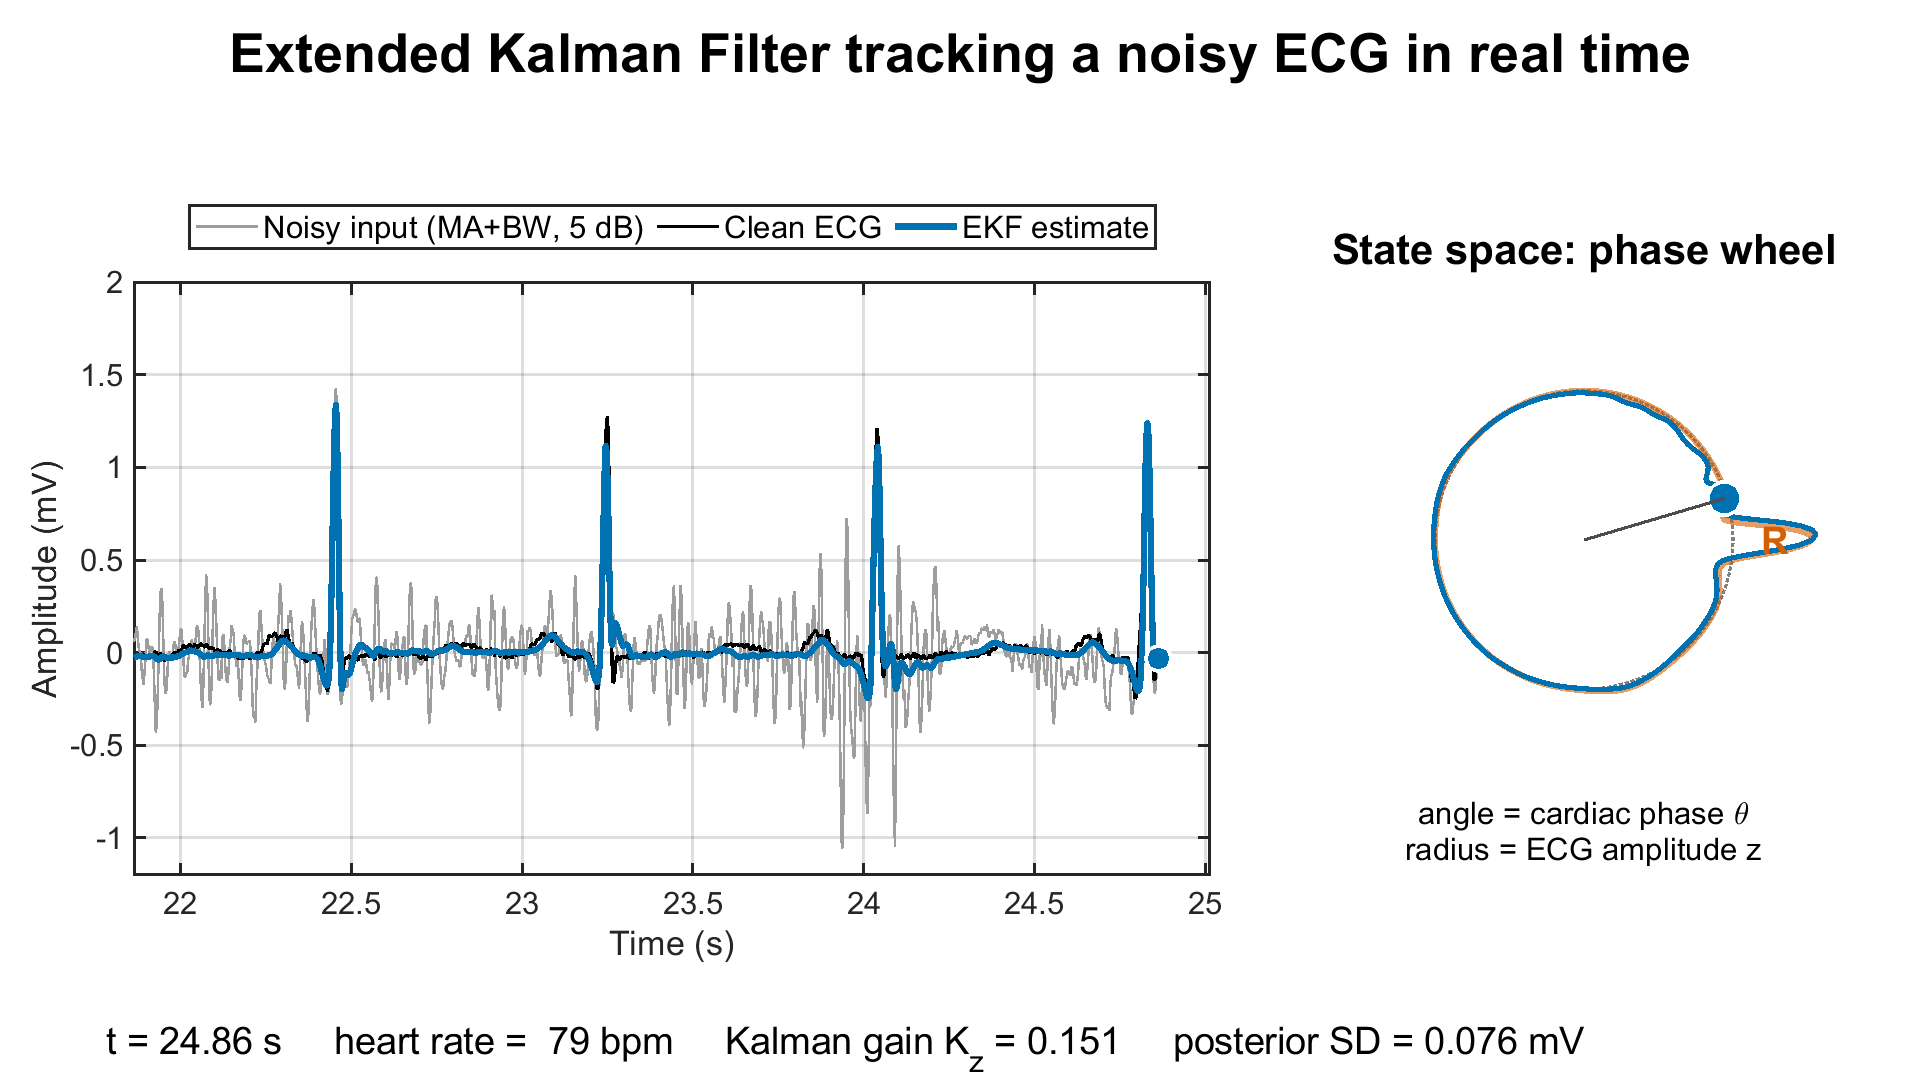 Extended Kalman Filter tracking a noisy ECG in real time
Noisy input (MA+BW, 5 dB) Clean ECG EKF estimate
State space: phase wheel
2
1.5
1
0.5
0
-0.5
-1
Amplitude (mV)
22 22.5 23 23.5 24 24.5 25
Time (s)
R
angle = cardiac phase θ
radius = ECG amplitude z
t = 24.86 s heart rate = 79 bpm Kalman gain K_z = 0.151 posterior SD = 0.076 mV